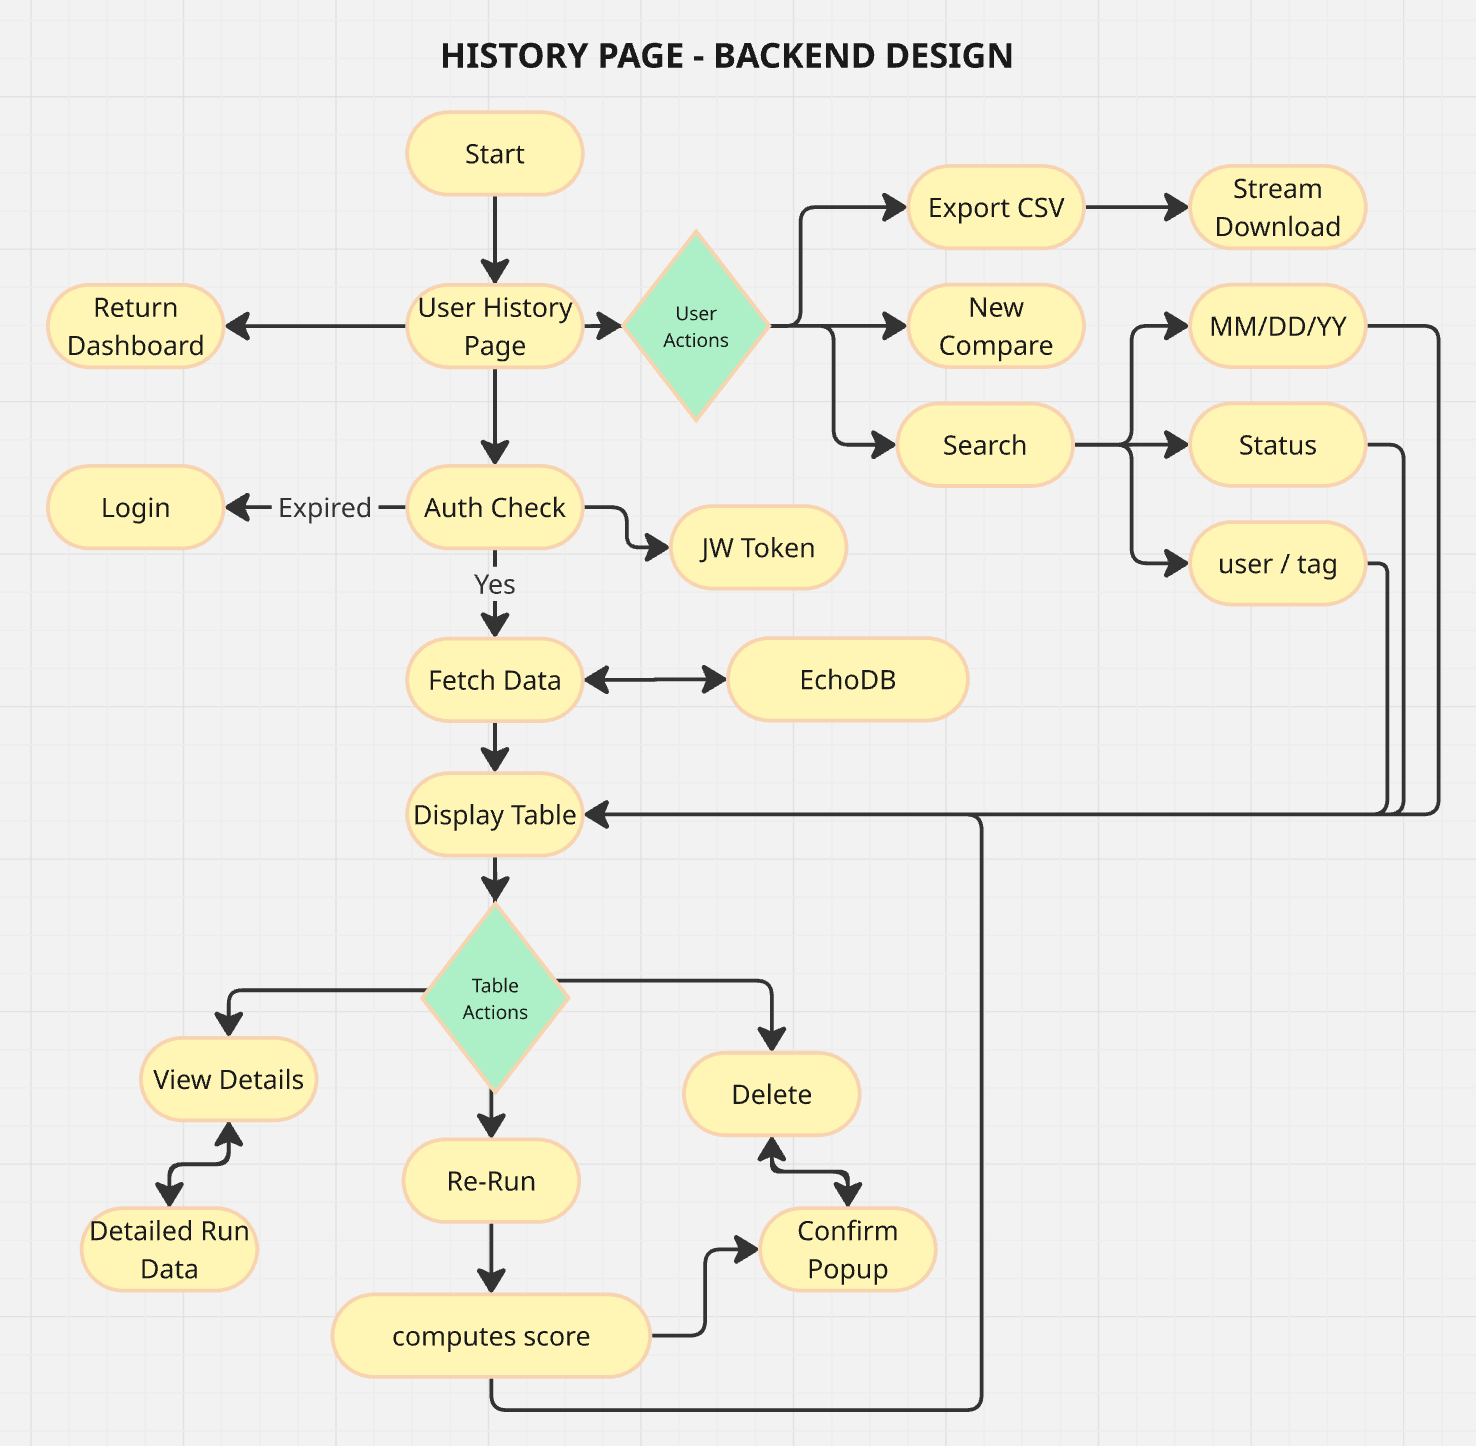 HISTORY PAGE - BACKEND DESIGN
Start
Export CSV
Stream
Download
Return
Dashboard
User History
Page
User
Actions
New
Compare
MM/DD/YY
Search
Status
Login
Expired
Auth Check
JW Token
user / tag
Yes
Fetch Data
EchoDB
Display Table
Table
Actions
View Details
Delete
Re-Run
Detailed Run
Data
Confirm
Popup
computes score